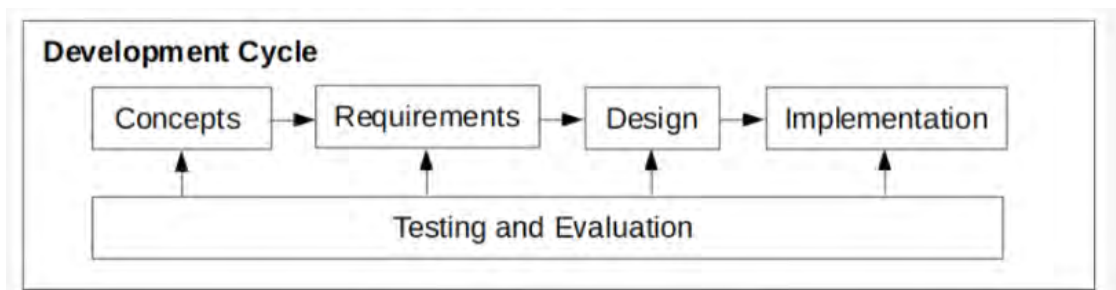 Development Cycle
Concepts
Requirements
Design
Implementation
Testing and Evaluation